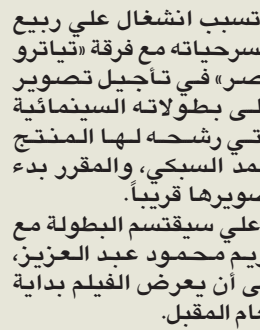 تسبب انشغال علي ربيع
سرحياته مع فرقة «تياترو
صر» في تأجيل تصوير
لى بطولاته السينمائية
تي رشحه لها المنتج
مد السبكي، والمقرر بدء
صويرها قريباً.
علي سيقتسم البطولة مع
ريم محمود عبد العزيز،
ى أن يعرض الفيلم بداية
عام المقبل.